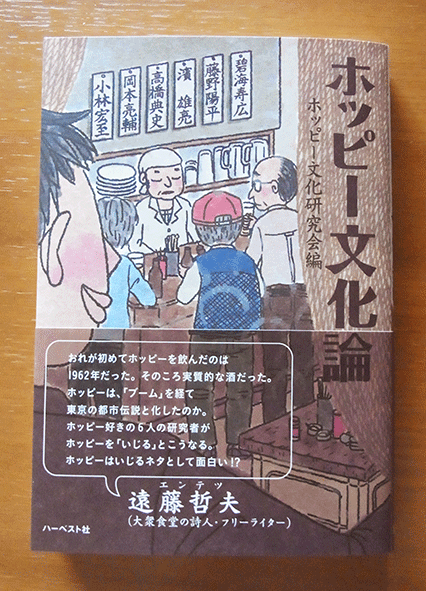 ホッピー文化論
ホッピー文化研究会編
碧海寿広
藤野陽平
濱雄亮
高橋典史
岡本亮輔
小林宏至
おれが初めてホッピーを飲んだのは
1962年だった。そのころ実質的な酒だった。
ホッピーは、「ブーム」を経て
東京の都市伝説と化したのか。
ホッピー好きの6人の研究者が
ホッピーを「いじる」とこうなる。
ホッピーはいじるネタとして面白い!?
エンテツ
遠藤哲夫
(大衆食堂の詩人・フリーライター)
ハーベスト社